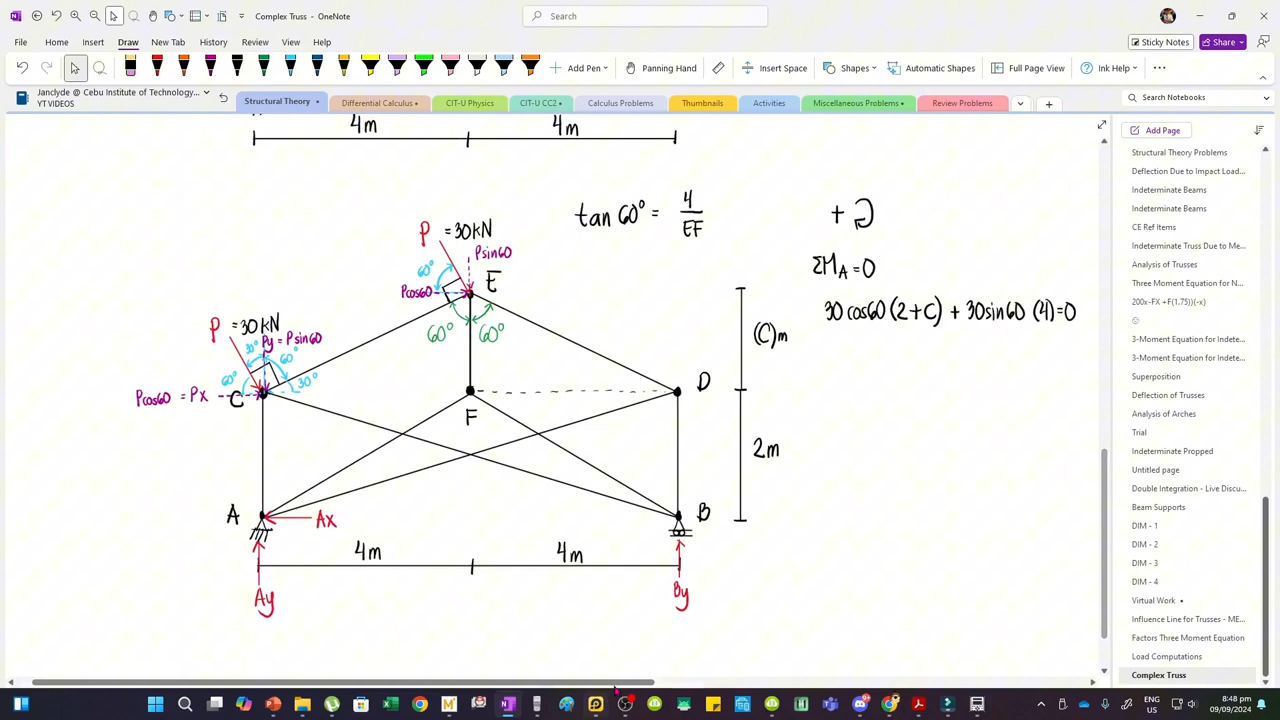 Complex Truss - OneNote
Search
File Home Insert Draw New Tab History Review View Help
Sticky Notes
Share
Add Pen
Panning Hand
Insert Space
Shapes
Automatic Shapes
Full Page View
Ink Help
Janclyde @ Cebu Institute of Technology...
YT VIDEOS
Structural Theory
Differential Calculus
CIT-U Physics
CIT-U CC2
Calculus Problems
Thumbnails
Activities
Miscellaneous Problems
Review Problems
Search Notebooks
Add Page
Structural Theory Problems
Deflection Due to Impact Load...
Indeterminate Beams
Indeterminate Beams
CE Ref Items
Indeterminate Truss Due to Me...
Analysis of Trusses
Three Moment Equation for N...
200x-FX +F(1.75)}(-x)
3-Moment Equation for Indete...
3-Moment Equation for Indete...
Superposition
Deflection of Trusses
Analysis of Arches
Trial
Indeterminate Propped
Untitled page
Double Integration - Live Discu...
Beam Supports
DIM - 1
DIM - 2
DIM - 3
DIM - 4
Virtual Work
Influence Line for Trusses - ME...
Factors Three Moment Equation
Load Computations
Complex Truss
4m 4m
tan 60° = 4/EF
+
ΣMA = 0
30 cos60 (2+C) + 30sin60 (4)=0
P = 30kN
Psin60
60°
E
Pcos60
60° 60°
(C)m
P = 30kN
Py = Psin60
30° 60°
60° 30°
Pcos60 = Px
C
D
F
2m
A
Ax
B
4m 4m
Ay
By
ENG
US
8:48 pm
09/09/2024